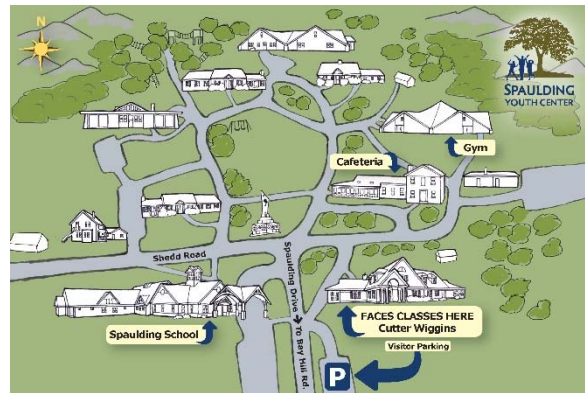 N
SPAULDING
YOUTH CENTER
Gym
Cafeteria
Shedd Road
Spaulding Drive
To Bay Hill Rd.
Spaulding School
FACES CLASSES HERE
Cutter Wiggins
Visitor Parking
P